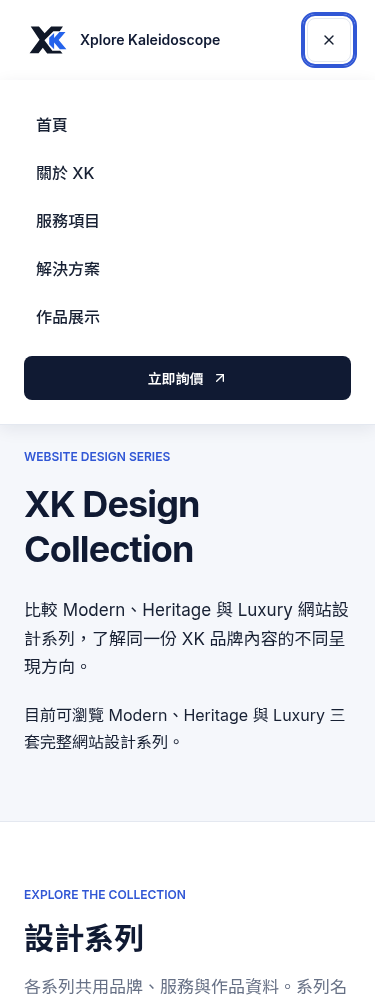 XK
Xplore Kaleidoscope
首頁
關於 XK
服務項目
解決方案
作品展示
立即詢價
WEBSITE DESIGN SERIES
XK Design
Collection
比較 Modern、Heritage 與 Luxury 網站設
計系列，了解同一份 XK 品牌內容的不同呈
現方向。
目前可瀏覽 Modern、Heritage 與 Luxury 三
套完整網站設計系列。
EXPLORE THE COLLECTION
設計系列
各系列共用品牌、服務與作品資料。系列名